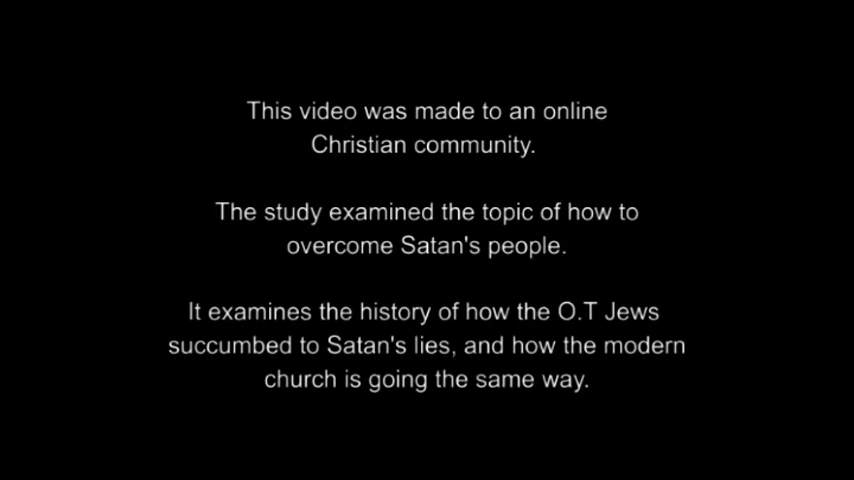 This video was made to an online
Christian community.
The study examined the topic of how to
overcome Satan's people.
It examines the history of how the O.T Jews
succumbed to Satan's lies, and how the modern
church is going the same way.